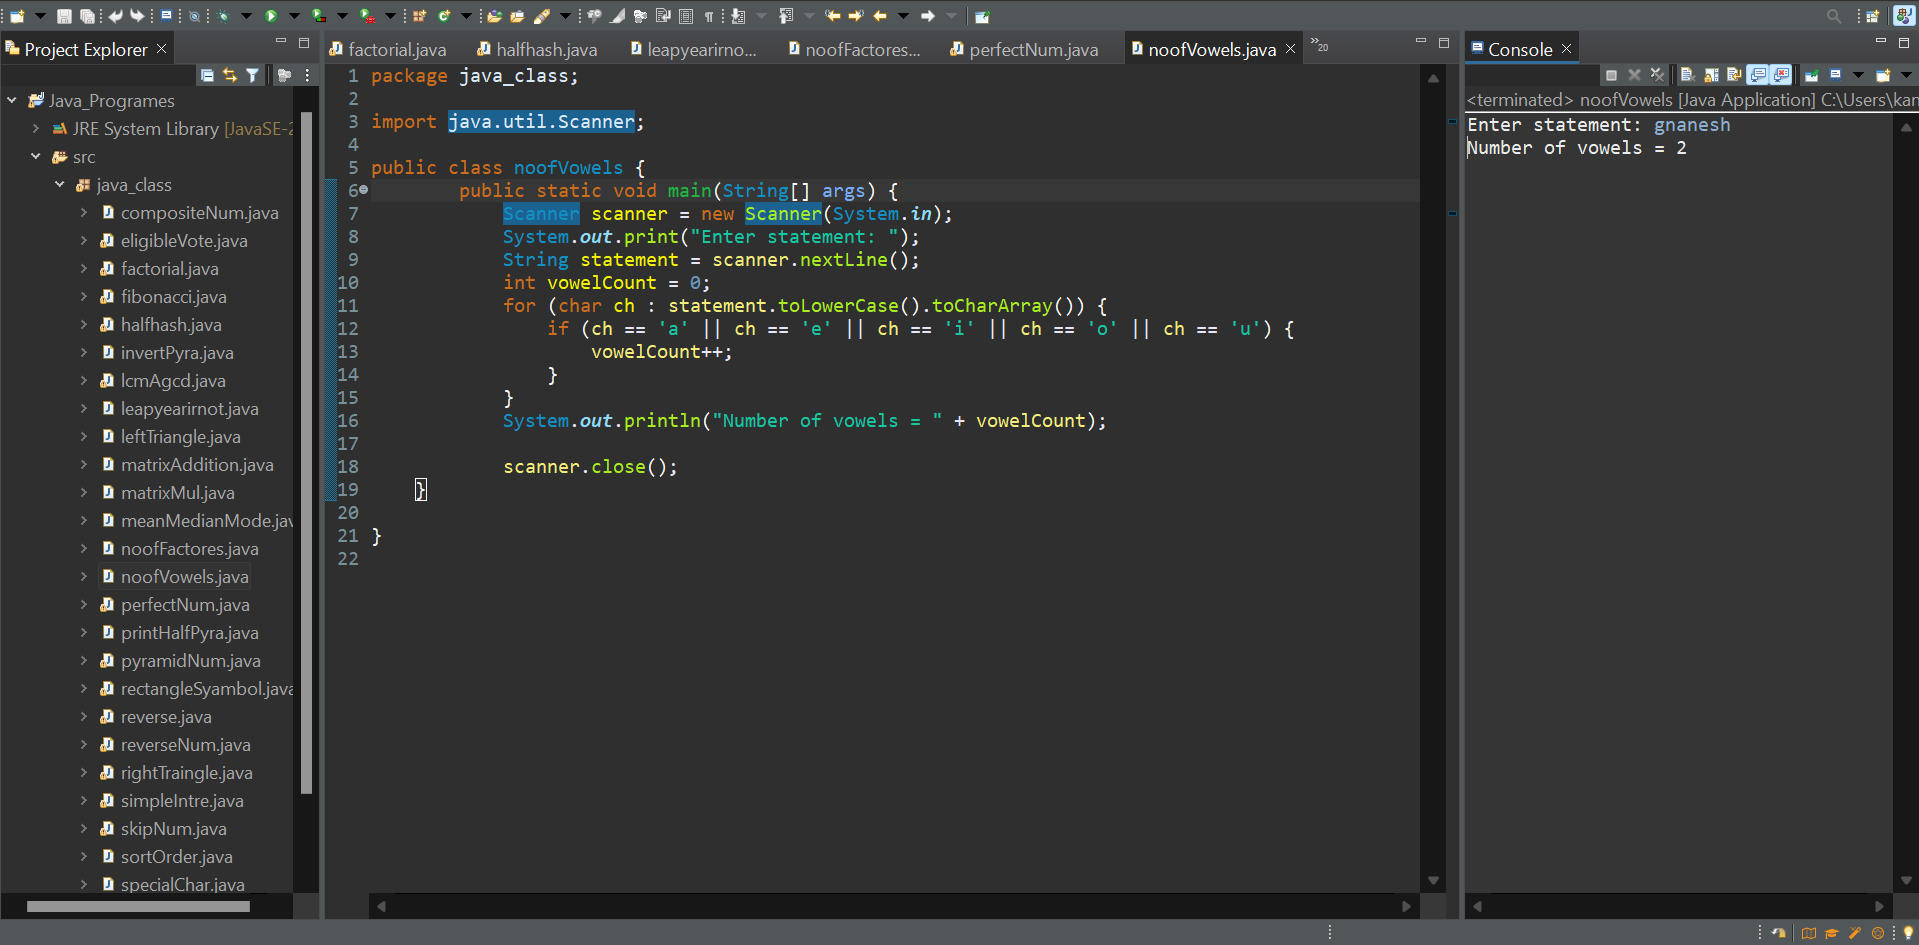 Project Explorer
Java_Programes
JRE System Library [JavaSE-2
src
java_class
compositeNum.java
eligibleVote.java
factorial.java
fibonacci.java
halfhash.java
invertPyra.java
lcmAgcd.java
leapyearirnot.java
leftTriangle.java
matrixAddition.java
matrixMul.java
meanMedianMode.jav
noofFactores.java
noofVowels.java
perfectNum.java
printHalfPyra.java
pyramidNum.java
rectangleSyambol.java
reverse.java
reverseNum.java
rightTraingle.java
simpleIntre.java
skipNum.java
sortOrder.java
specialChar.java
factorial.java halfhash.java leapyearirno... noofFactores... perfectNum.java noofVowels.java »20
1 package java_class;
2
3 import java.util.Scanner;
4
5 public class noofVowels {
6 public static void main(String[] args) {
7 Scanner scanner = new Scanner(System.in);
8 System.out.print("Enter statement: ");
9 String statement = scanner.nextLine();
10 int vowelCount = 0;
11 for (char ch : statement.toLowerCase().toCharArray()) {
12 if (ch == 'a' || ch == 'e' || ch == 'i' || ch == 'o' || ch == 'u') {
13 vowelCount++;
14 }
15 }
16 System.out.println("Number of vowels = " + vowelCount);
17
18 scanner.close();
19 }
20
21 }
22
Console
<terminated> noofVowels [Java Application] C:\Users\kan
Enter statement: gnanesh
Number of vowels = 2